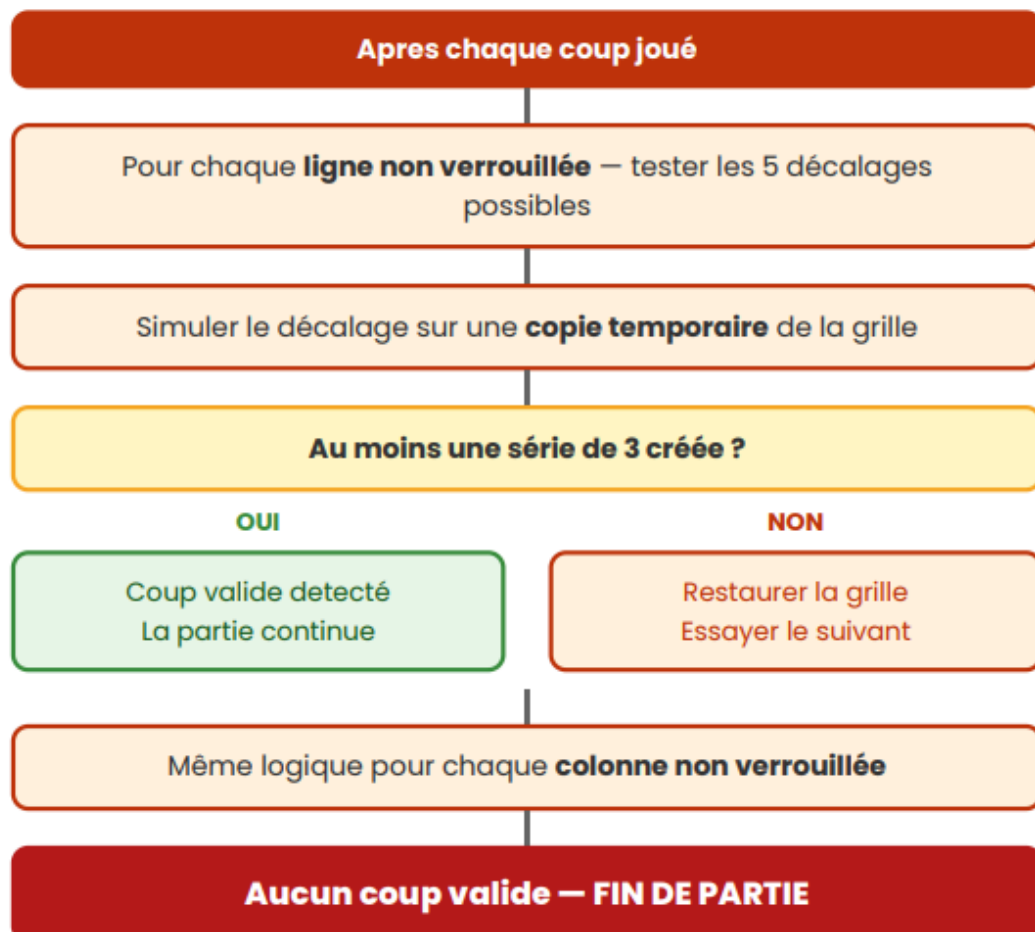 Apres chaque coup joué
Pour chaque ligne non verrouillée — tester les 5 décalages
possibles
Simuler le décalage sur une copie temporaire de la grille
Au moins une série de 3 créée ?
OUI
NON
Coup valide detecté
La partie continue
Restaurer la grille
Essayer le suivant
Même logique pour chaque colonne non verrouillée
Aucun coup valide — FIN DE PARTIE